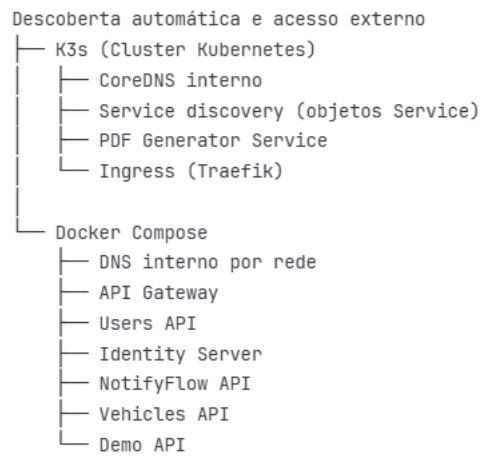 Descoberta automática e acesso externo
├── K3s (Cluster Kubernetes)
│   ├── CoreDNS interno
│   ├── Service discovery (objetos Service)
│   ├── PDF Generator Service
│   └── Ingress (Traefik)
│
└── Docker Compose
    ├── DNS interno por rede
    ├── API Gateway
    ├── Users API
    ├── Identity Server
    ├── NotifyFlow API
    ├── Vehicles API
    └── Demo API